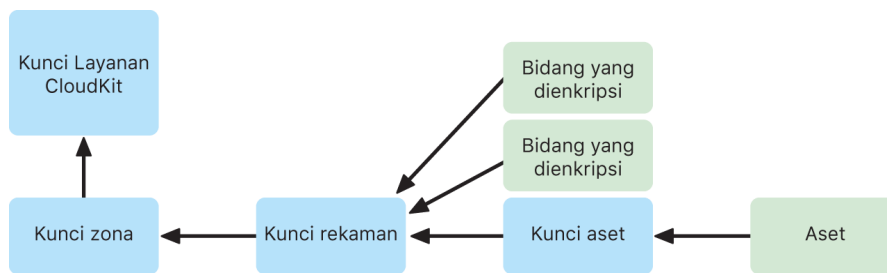 Kunci Layanan
CloudKit
Bidang yang
dienkripsi
Bidang yang
dienkripsi
Kunci zona
Kunci rekaman
Kunci aset
Aset